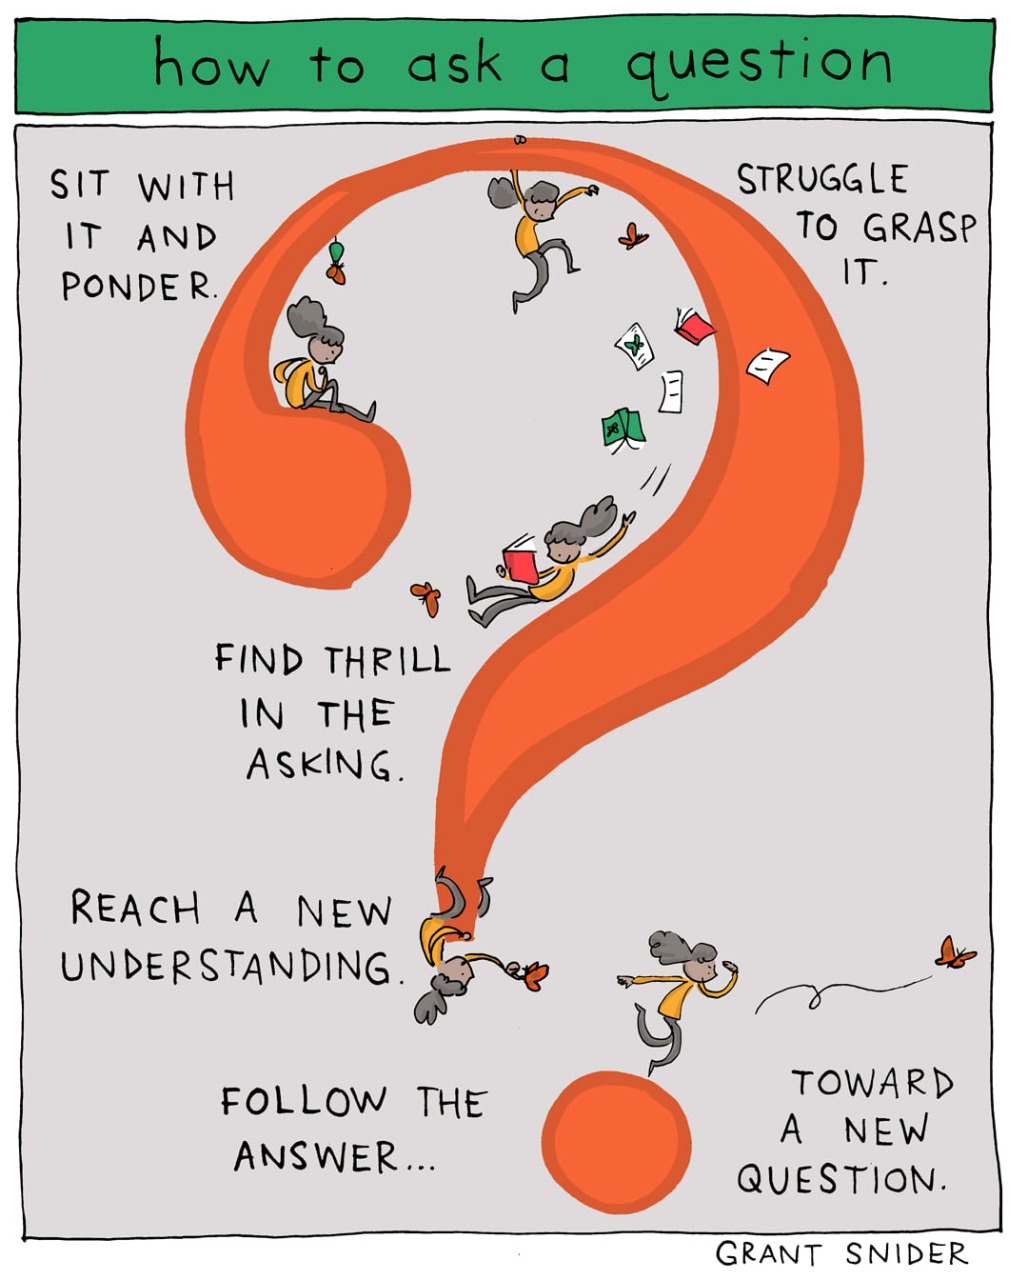 how to ask a question
SIT WITH
IT AND
PONDER.
STRUGGLE
TO GRASP
IT.
FIND THRILL
IN THE
ASKING.
REACH A NEW
UNDERSTANDING.
FOLLOW THE
ANSWER...
TOWARD
A NEW
QUESTION.
GRANT SNIDER